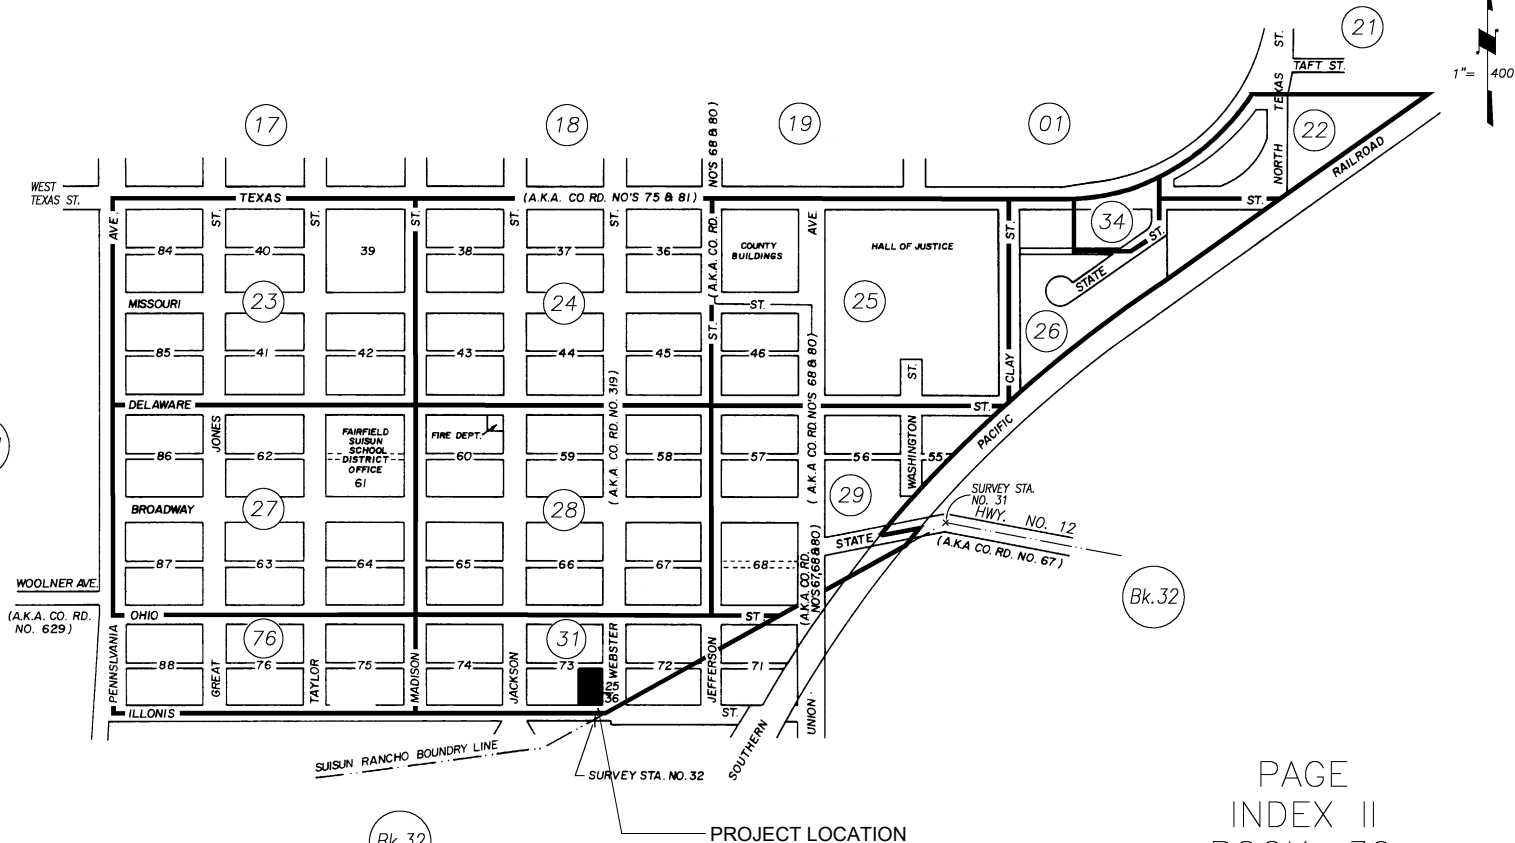 21
TAFT ST.
NORTH TEXAS ST.
1"= 400
17
18
19
01
22
NO'S 68 & 80)
RAILROAD
WEST
TEXAS ST.
TEXAS
(A.K.A. CO. RD. NO'S 75 & 81)
ST.
AVE.
ST.
ST.
ST.
ST.
ST.
(A.K.A. CO. RD.
AVE.
ST.
34
ST.
84
40
39
38
37
36
COUNTY
BUILDINGS
HALL OF JUSTICE
STATE
MISSOURI
23
24
ST.
25
26
ST.
85
41
42
43
44
45
46
ST.
CLAY
(A.K.A. CO. RD. NO. 319)
(A.K.A. CO. RD. NO'S 68 & 80)
DELAWARE
ST.
JONES
FAIRFIELD
SUISUN
SCHOOL
DISTRICT
OFFICE
61
FIRE DEPT.
PACIFIC
WASHINGTON
86
62
60
59
58
57
56
55
BROADWAY
27
28
29
SURVEY STA.
NO. 31
HWY. NO. 12
STATE
(A.K.A CO. RD. NO. 67)
87
63
64
65
66
67
68
(A.K.A. CO. RD.
NO'S 67,68 & 80)
WOOLNER AVE.
Bk.32
(A.K.A. CO. RD.
NO. 629)
OHIO
ST.
76
31
PENNSLVANIA
GREAT
TAYLOR
MADISON
JACKSON
WEBSTER
JEFFERSON
UNION
88
76
75
74
73
72
71
25
36
ILLONIS
ST.
SOUTHERN
SUISUN RANCHO BOUNDRY LINE
SURVEY STA. NO. 32
PAGE
INDEX II
Bk.32
PROJECT LOCATION